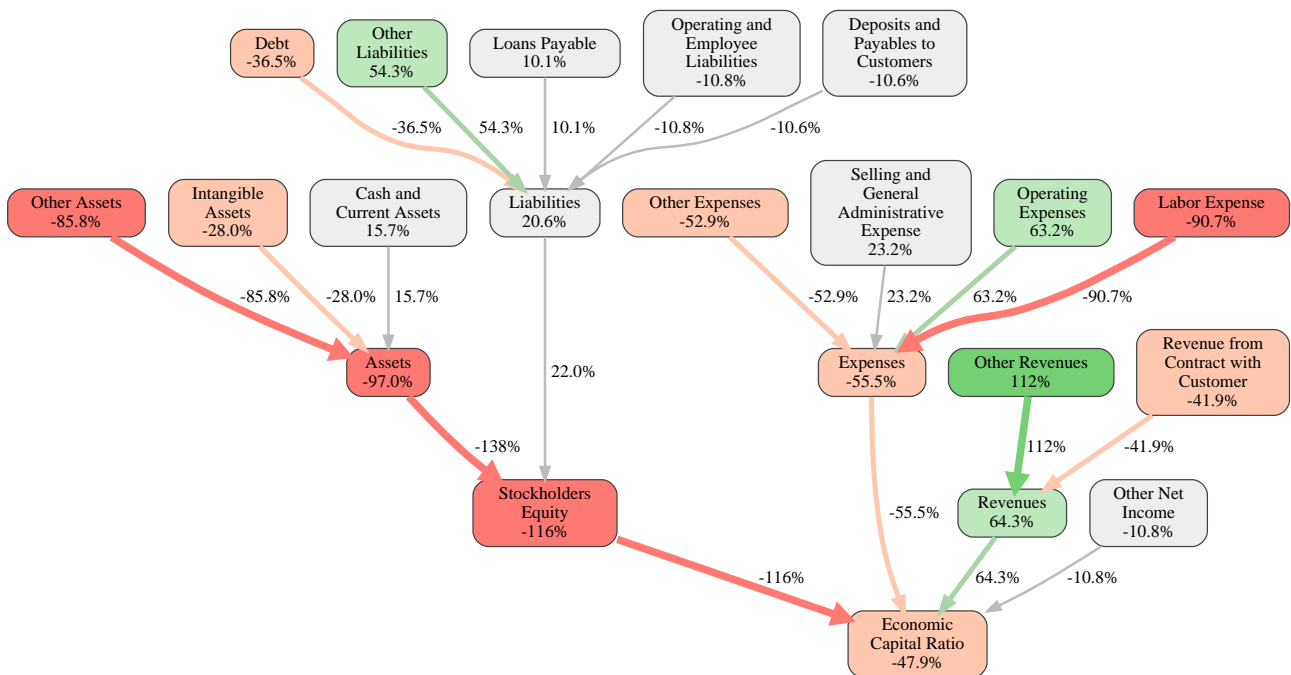 Debt
-36.5%
Other
Liabilities
54.3%
Loans Payable
10.1%
Operating and
Employee
Liabilities
-10.8%
Deposits and
Payables to
Customers
-10.6%
-36.5%
54.3%
10.1%
-10.8%
-10.6%
Other Assets
-85.8%
Intangible
Assets
-28.0%
Cash and
Current Assets
15.7%
Liabilities
20.6%
Other Expenses
-52.9%
Selling and
General
Administrative
Expense
23.2%
Operating
Expenses
63.2%
Labor Expense
-90.7%
-85.8%
-28.0%
15.7%
-52.9%
23.2%
63.2%
-90.7%
Assets
-97.0%
22.0%
Expenses
-55.5%
Other Revenues
112%
Revenue from
Contract with
Customer
-41.9%
-138%
112%
-41.9%
Stockholders
Equity
-116%
-55.5%
Revenues
64.3%
Other Net
Income
-10.8%
-116%
64.3%
-10.8%
Economic
Capital Ratio
-47.9%